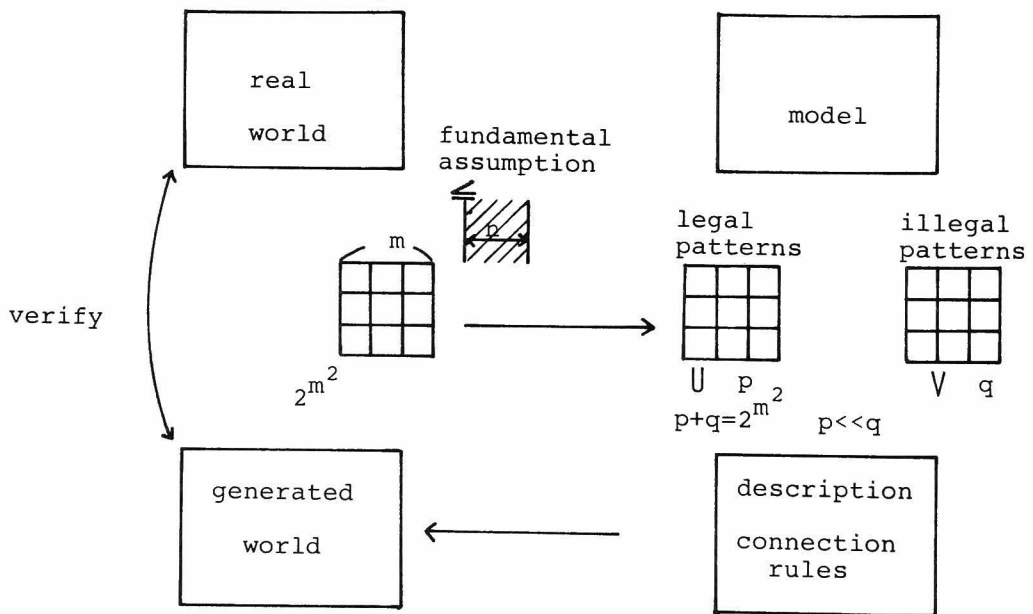 real
world
model
fundamental
assumption
≤
n
m
legal
patterns
illegal
patterns
verify
2^m^2
U p
V q
p+q=2^m^2
p<<q
generated
world
description
connection
rules